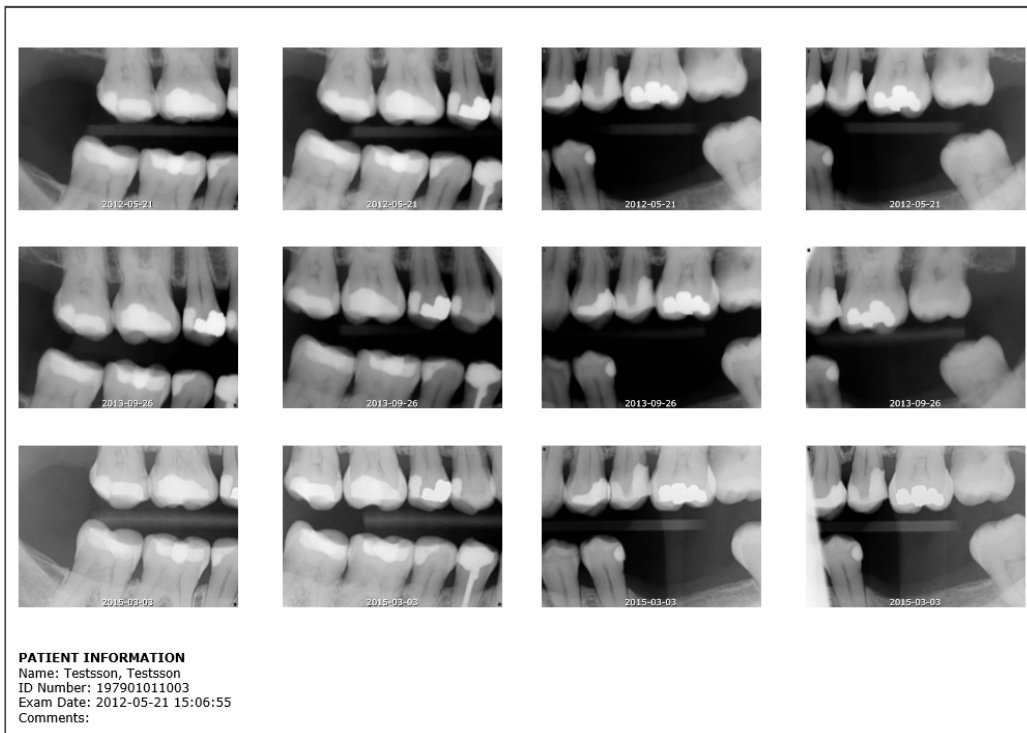 2012-05-21
2012-05-21
2012-05-21
2012-05-21
2013-09-26
2013-09-26
2013-09-26
2013-09-26
2015-03-03
2015-03-03
2015-03-03
2015-03-03
PATIENT INFORMATION
Name: Testsson, Testsson
ID Number: 197901011003
Exam Date: 2012-05-21 15:06:55
Comments: